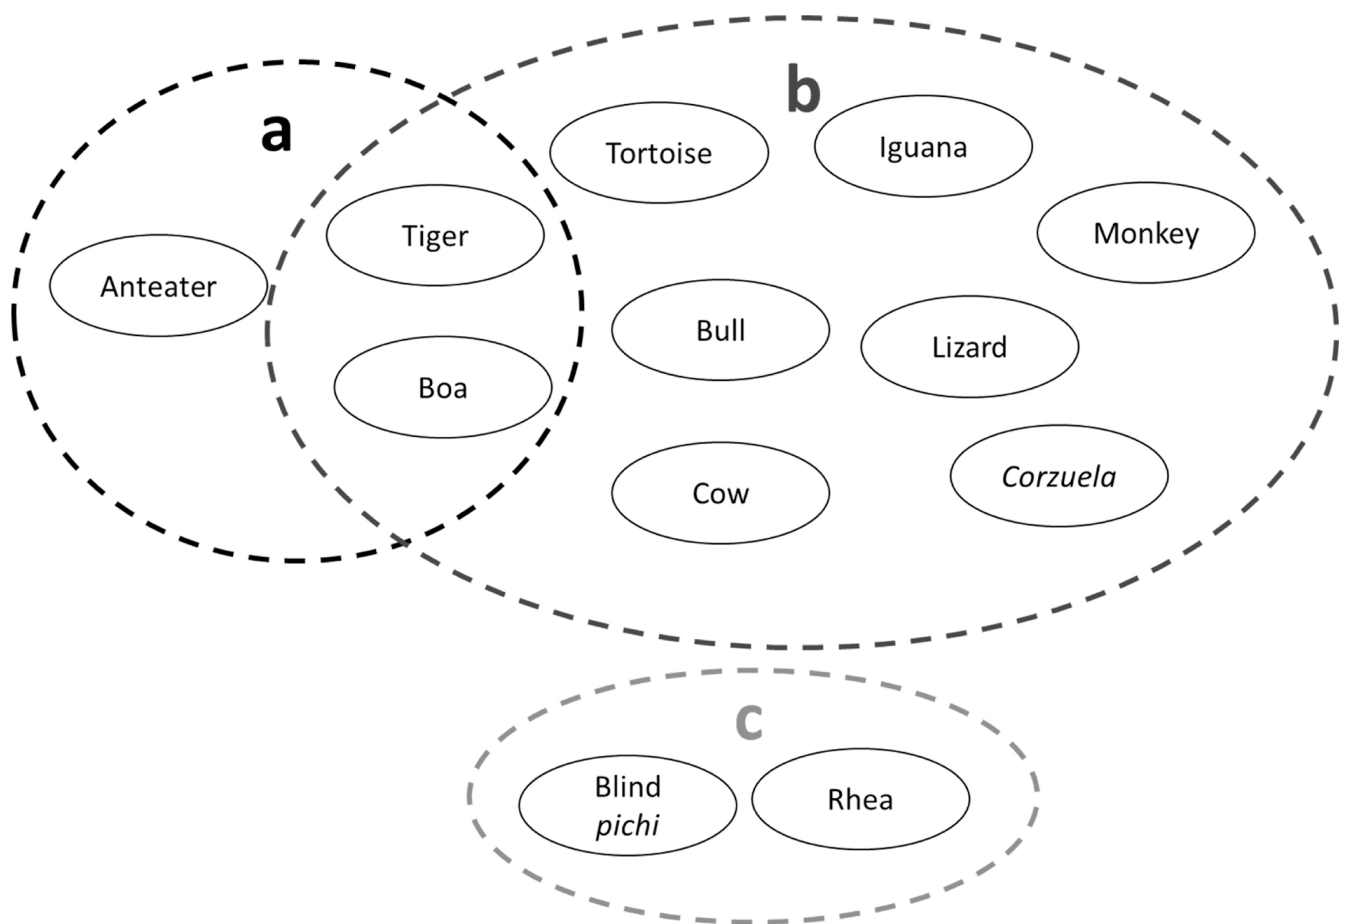 a
b
Tortoise
Iguana
Monkey
Tiger
Anteater
Bull
Lizard
Boa
Corzuela
Cow
c
Blind
pichi
Rhea